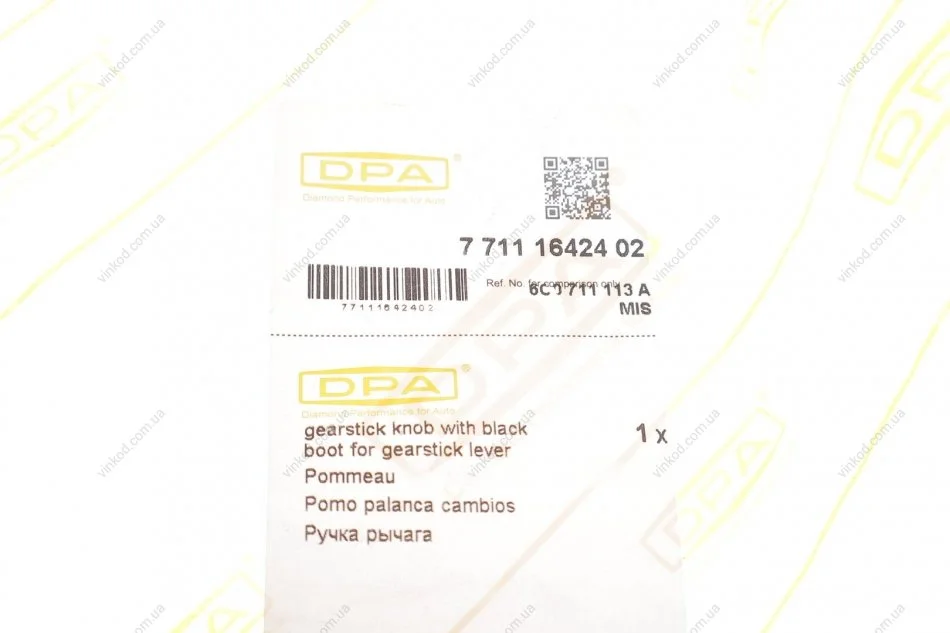 DPA®
Diamond Performance for Auto
7 711 16424 02
77111642402
Ref. No. for comparison only
711 113 A
MIS
DPA®
Diamond Performance for Auto
gearstick knob with black
boot for gearstick lever
1 x
Pommeau
Pomo palanca cambios
Ручка рычага
DPA
DPA
vinkod.com.ua